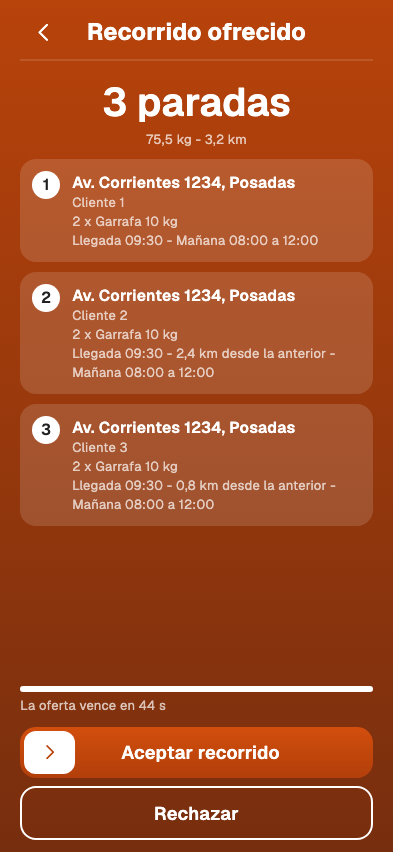 Recorrido ofrecido
3 paradas
75,5 kg - 3,2 km
1
Av. Corrientes 1234, Posadas
Cliente 1
2 x Garrafa 10 kg
Llegada 09:30 - Mañana 08:00 a 12:00
2
Av. Corrientes 1234, Posadas
Cliente 2
2 x Garrafa 10 kg
Llegada 09:30 - 2,4 km desde la anterior -
Mañana 08:00 a 12:00
3
Av. Corrientes 1234, Posadas
Cliente 3
2 x Garrafa 10 kg
Llegada 09:30 - 0,8 km desde la anterior -
Mañana 08:00 a 12:00
La oferta vence en 44 s
Aceptar recorrido
Rechazar